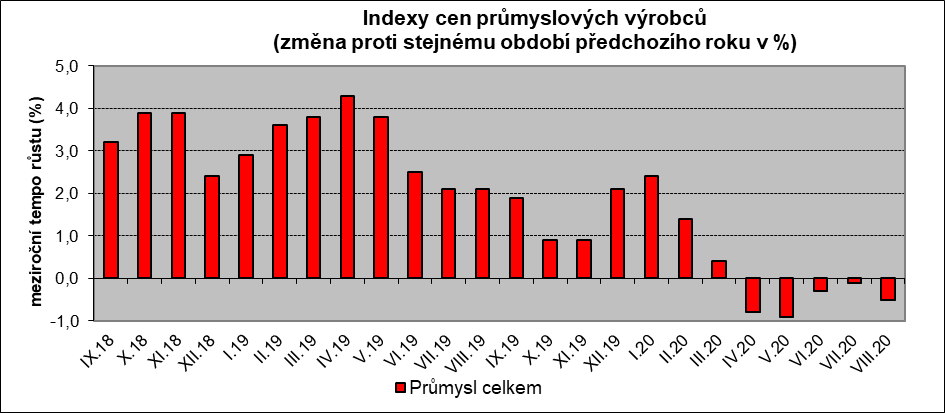 Indexy cen průmyslových výrobců
(změna proti stejnému období předchozího roku v %)
meziroční tempo růstu (%)
5,0
4,0
3,0
2,0
1,0
0,0
-1,0
IX.18 X.18 XI.18 XII.18 I.19 II.19 III.19 IV.19 V.19 VI.19 VII.19 VIII.19 IX.19 X.19 XI.19 XII.19 I.20 II.20 III.20 IV.20 V.20 VI.20 VII.20 VIII.20
Průmysl celkem